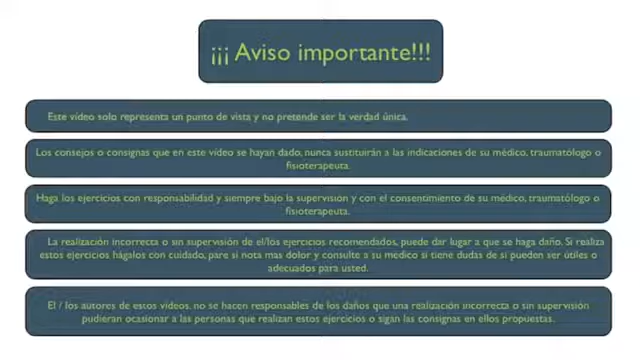 ¡¡¡ Aviso importante!!!
Este vídeo solo representa un punto de vista y no pretende ser la verdad única.
Los consejos o consignas que en este vídeo se hayan dado, nunca sustituirán a las indicaciones de su médico, traumatólogo o
fisioterapeuta.
Haga los ejercicios con responsabilidad y siempre bajo la supervisión y con el consentimiento de su médico, traumatólogo o
fisioterapeuta.
La realización incorrecta o sin supervisión de el/los ejercicios recomendados, puede dar lugar a que se haga daño. Si realiza
estos ejercicios hágalos con cuidado, pare si nota mas dolor y consulte a su medico si tiene dudas de si pueden ser útiles o
adecuados para usted.
El / los autores de estos vídeos, no se hacen responsables de los daños que una realización incorrecta o sin supervisión
pudieran ocasionar a las personas que realizan estos ejercicios o sigan las consignas en ellos propuestas.